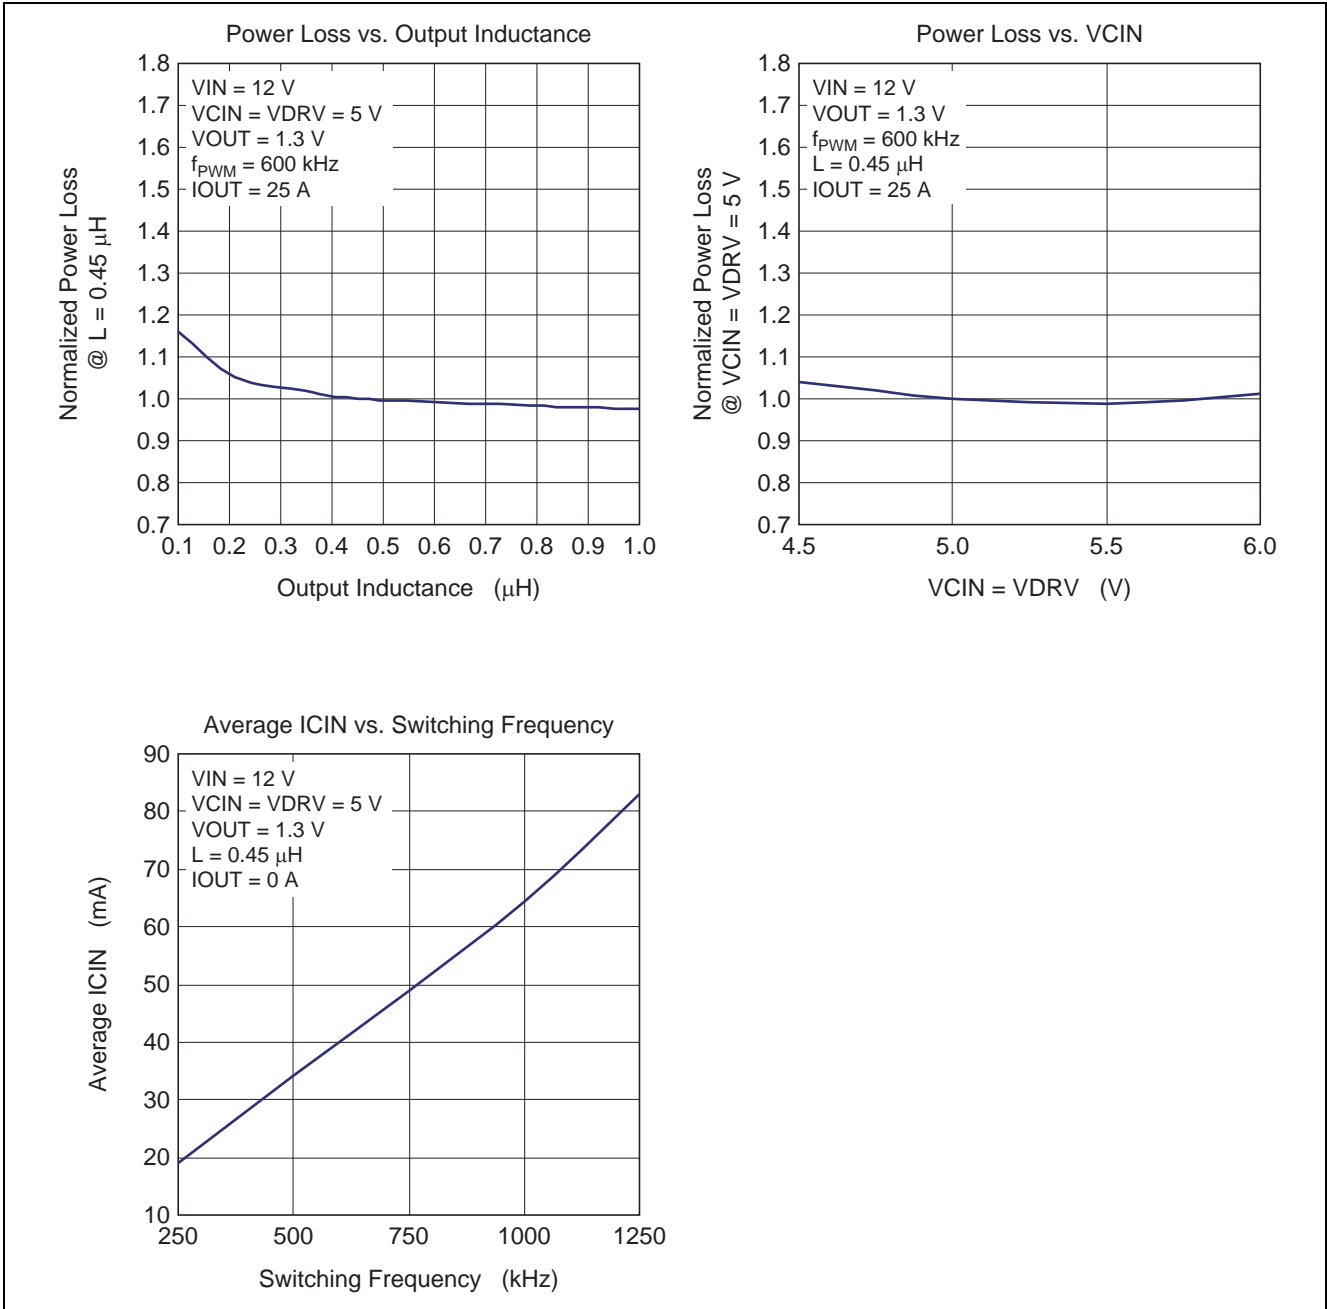 Power Loss vs. Output Inductance
1.8
1.7
1.6
1.5
1.4
1.3
1.2
1.1
1.0
0.9
0.8
0.7
VIN = 12 V
VCIN = VDRV = 5 V
VOUT = 1.3 V
fPWM = 600 kHz
IOUT = 25 A
Normalized Power Loss
@ L = 0.45 μH
0.1 0.2 0.3 0.4 0.5 0.6 0.7 0.8 0.9 1.0
Output Inductance (μH)
Power Loss vs. VCIN
1.8
1.7
1.6
1.5
1.4
1.3
1.2
1.1
1.0
0.9
0.8
0.7
VIN = 12 V
VOUT = 1.3 V
fPWM = 600 kHz
L = 0.45 μH
IOUT = 25 A
Normalized Power Loss
@ VCIN = VDRV = 5 V
4.5 5.0 5.5 6.0
VCIN = VDRV (V)
Average ICIN vs. Switching Frequency
90
80
70
60
50
40
30
20
10
VIN = 12 V
VCIN = VDRV = 5 V
VOUT = 1.3 V
L = 0.45 μH
IOUT = 0 A
Average ICIN (mA)
250 500 750 1000 1250
Switching Frequency (kHz)